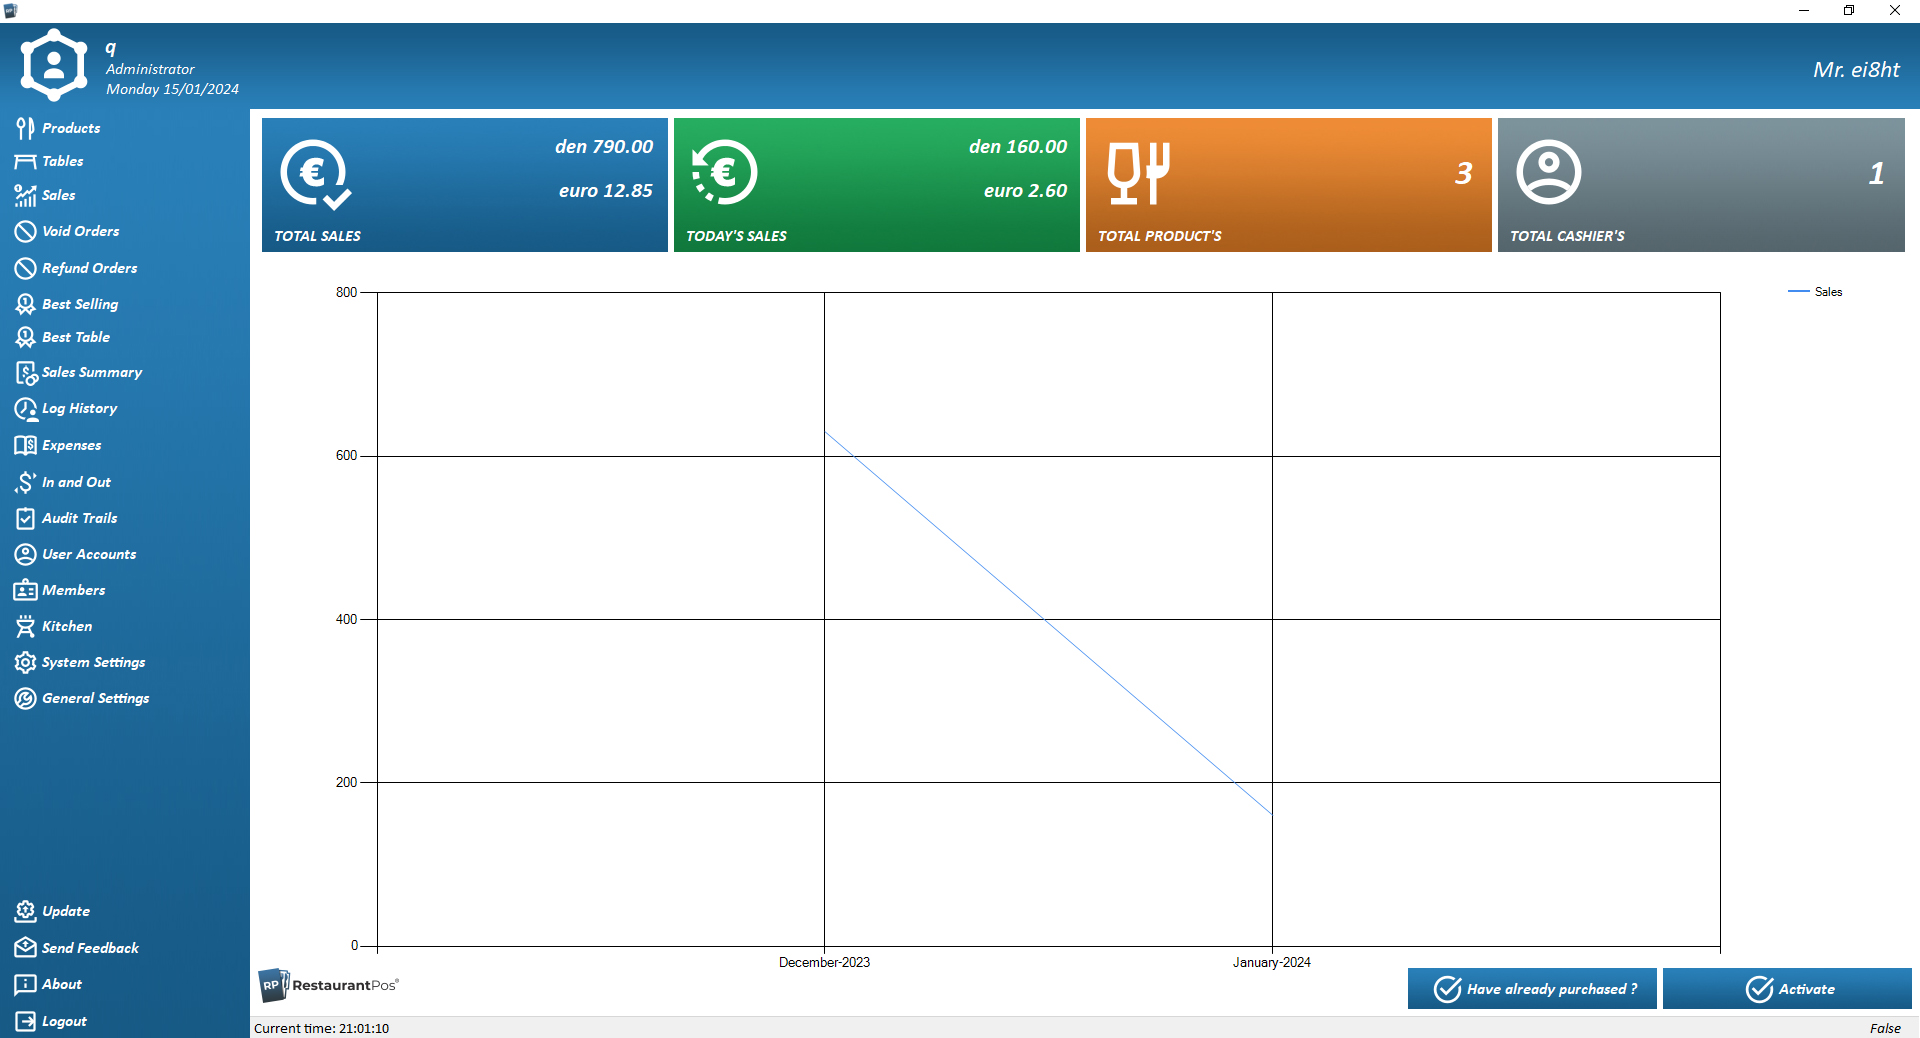 q
Administrator
Monday 15/01/2024
Mr. ei8ht
Products
Tables
Sales
Void Orders
Refund Orders
Best Selling
Best Table
Sales Summary
Log History
Expenses
In and Out
Audit Trails
User Accounts
Members
Kitchen
System Settings
General Settings
Update
Send Feedback
About
Logout
den 790.00
euro 12.85
TOTAL SALES
den 160.00
euro 2.60
TODAY'S SALES
3
TOTAL PRODUCT'S
1
TOTAL CASHIER'S
Sales
800
600
400
200
0
December-2023
January-2024
RP RestaurantPos®
Have already purchased ?
Activate
Current time: 21:01:10
False